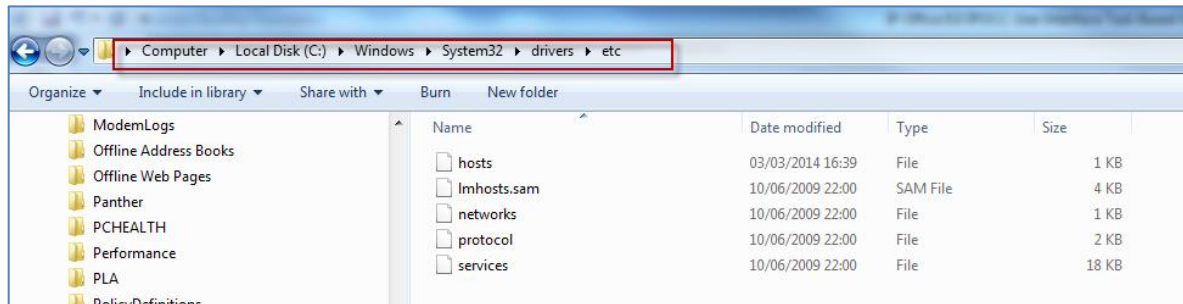 Computer Local Disk (C:) Windows System32 drivers etc
Organize Include in library Share with Burn New folder
ModemLogs
Offline Address Books
Offline Web Pages
Panther
PCHEALTH
Performance
PLA
PolicyDefinitions
Name Date modified Type Size
hosts 03/03/2014 16:39 File 1 KB
lmhosts.sam 10/06/2009 22:00 SAM File 4 KB
networks 10/06/2009 22:00 File 1 KB
protocol 10/06/2009 22:00 File 2 KB
services 10/06/2009 22:00 File 18 KB